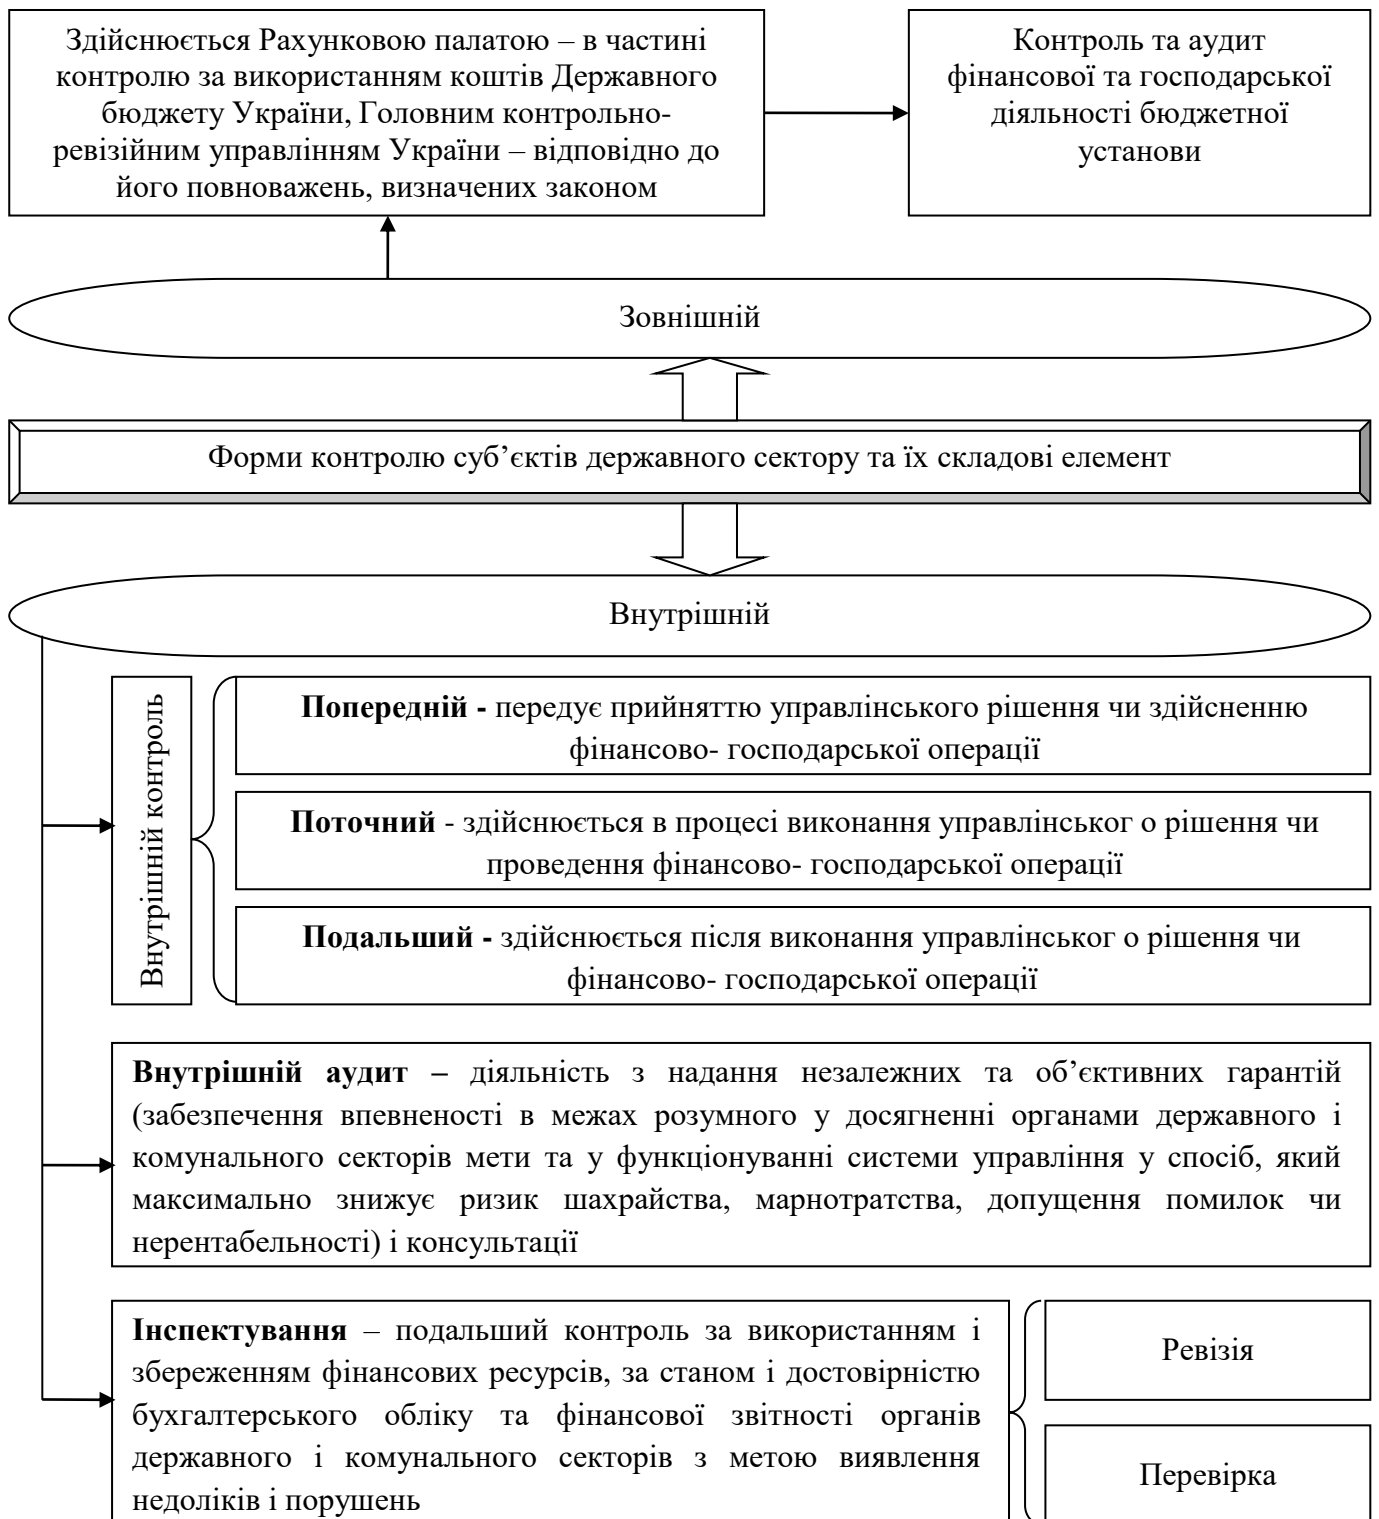 Здійснюється Рахунковою палатою – в частині
контролю за використанням коштів Державного
бюджету України, Головним контрольно-
ревізійним управлінням України – відповідно до
його повноважень, визначених законом
Контроль та аудит
фінансової та господарської
діяльності бюджетної
установи
Зовнішній
Форми контролю суб’єктів державного сектору та їх складові елемент
Внутрішній
Внутрішній контроль
Попередній - передує прийняттю управлінського рішення чи здійсненню
фінансово- господарської операції
Поточний - здійснюється в процесі виконання управлінськог о рішення чи
проведення фінансово- господарської операції
Подальший - здійснюється після виконання управлінськог о рішення чи
фінансово- господарської операції
Внутрішній аудит – діяльність з надання незалежних та об’єктивних гарантій
(забезпечення впевненості в межах розумного у досягненні органами державного і
комунального секторів мети та у функціонуванні системи управління у спосіб, який
максимально знижує ризик шахрайства, марнотратства, допущення помилок чи
нерентабельності) і консультації
Інспектування – подальший контроль за використанням і
збереженням фінансових ресурсів, за станом і достовірністю
бухгалтерського обліку та фінансової звітності органів
державного і комунального секторів з метою виявлення
недоліків і порушень
Ревізія
Перевірка